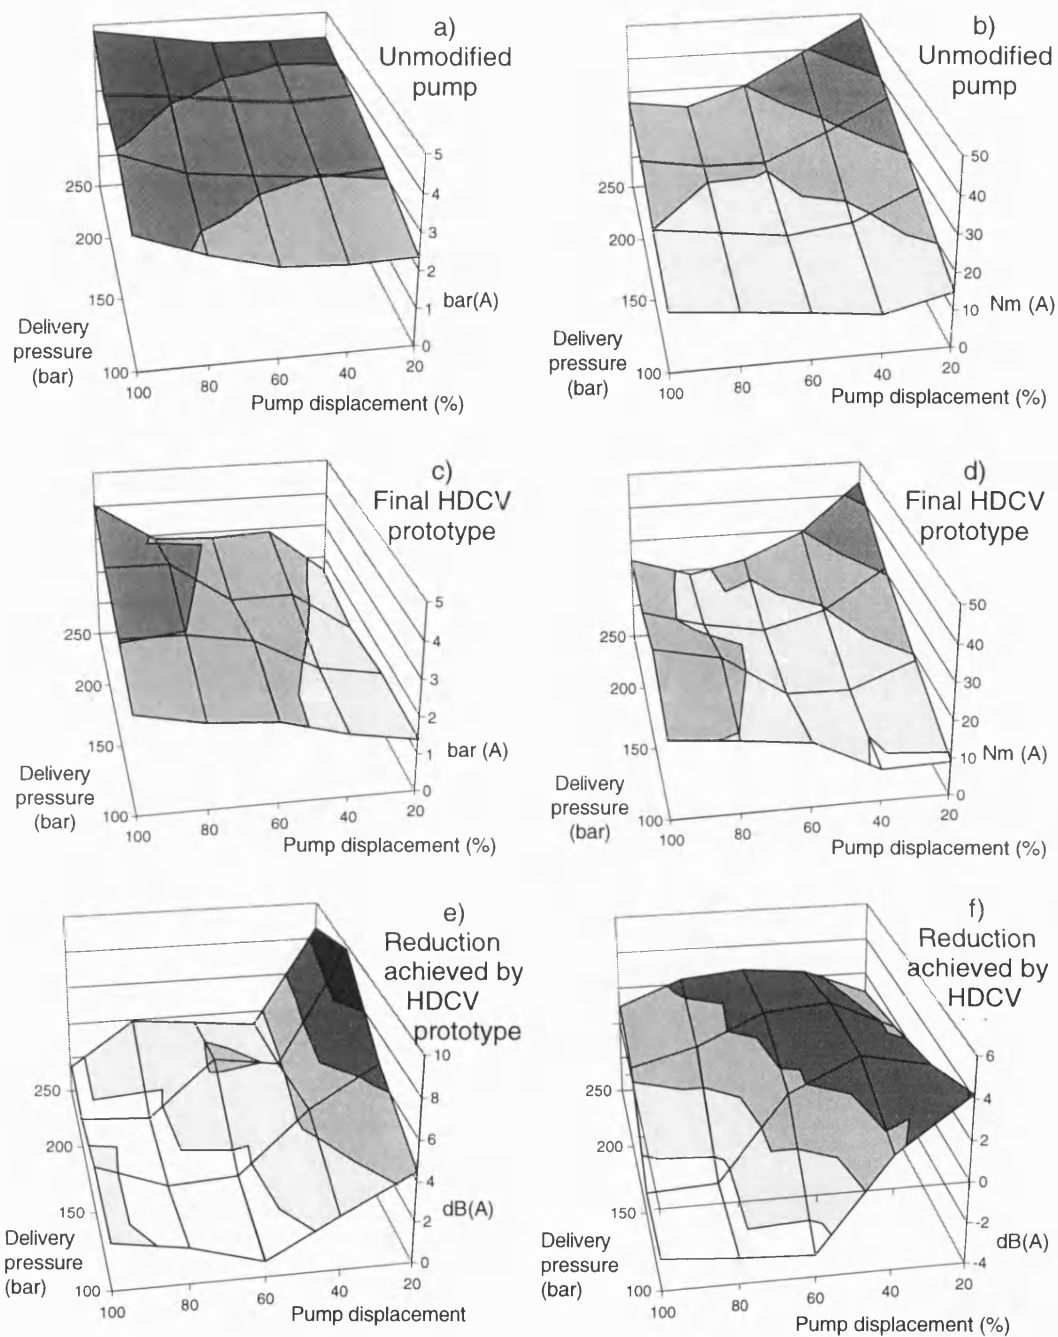 a)
Unmodified
pump
5
4
3
2
1
0
bar(A)
250
200
150
100
Delivery
pressure
(bar)
100
80
60
40
20
Pump displacement (%)
b)
Unmodified
pump
50
40
30
20
10
0
Nm (A)
250
200
150
100
Delivery
pressure
(bar)
100
80
60
40
20
Pump displacement (%)
c)
Final HDCV
prototype
5
4
3
2
1
0
bar (A)
250
200
150
100
Delivery
pressure
(bar)
100
80
60
40
20
Pump displacement (%)
d)
Final HDCV
prototype
50
40
30
20
10
0
Nm (A)
250
200
150
100
Delivery
pressure
(bar)
100
80
60
40
20
Pump displacement (%)
e)
Reduction
achieved by
HDCV
prototype
10
8
6
4
2
0
dB(A)
250
200
150
100
Delivery
pressure
(bar)
100
80
60
40
20
Pump displacement
f)
Reduction
achieved by
HDCV
6
4
2
0
-2
-4
dB(A)
250
200
150
100
Delivery
pressure
(bar)
100
80
60
40
20
Pump displacement (%)